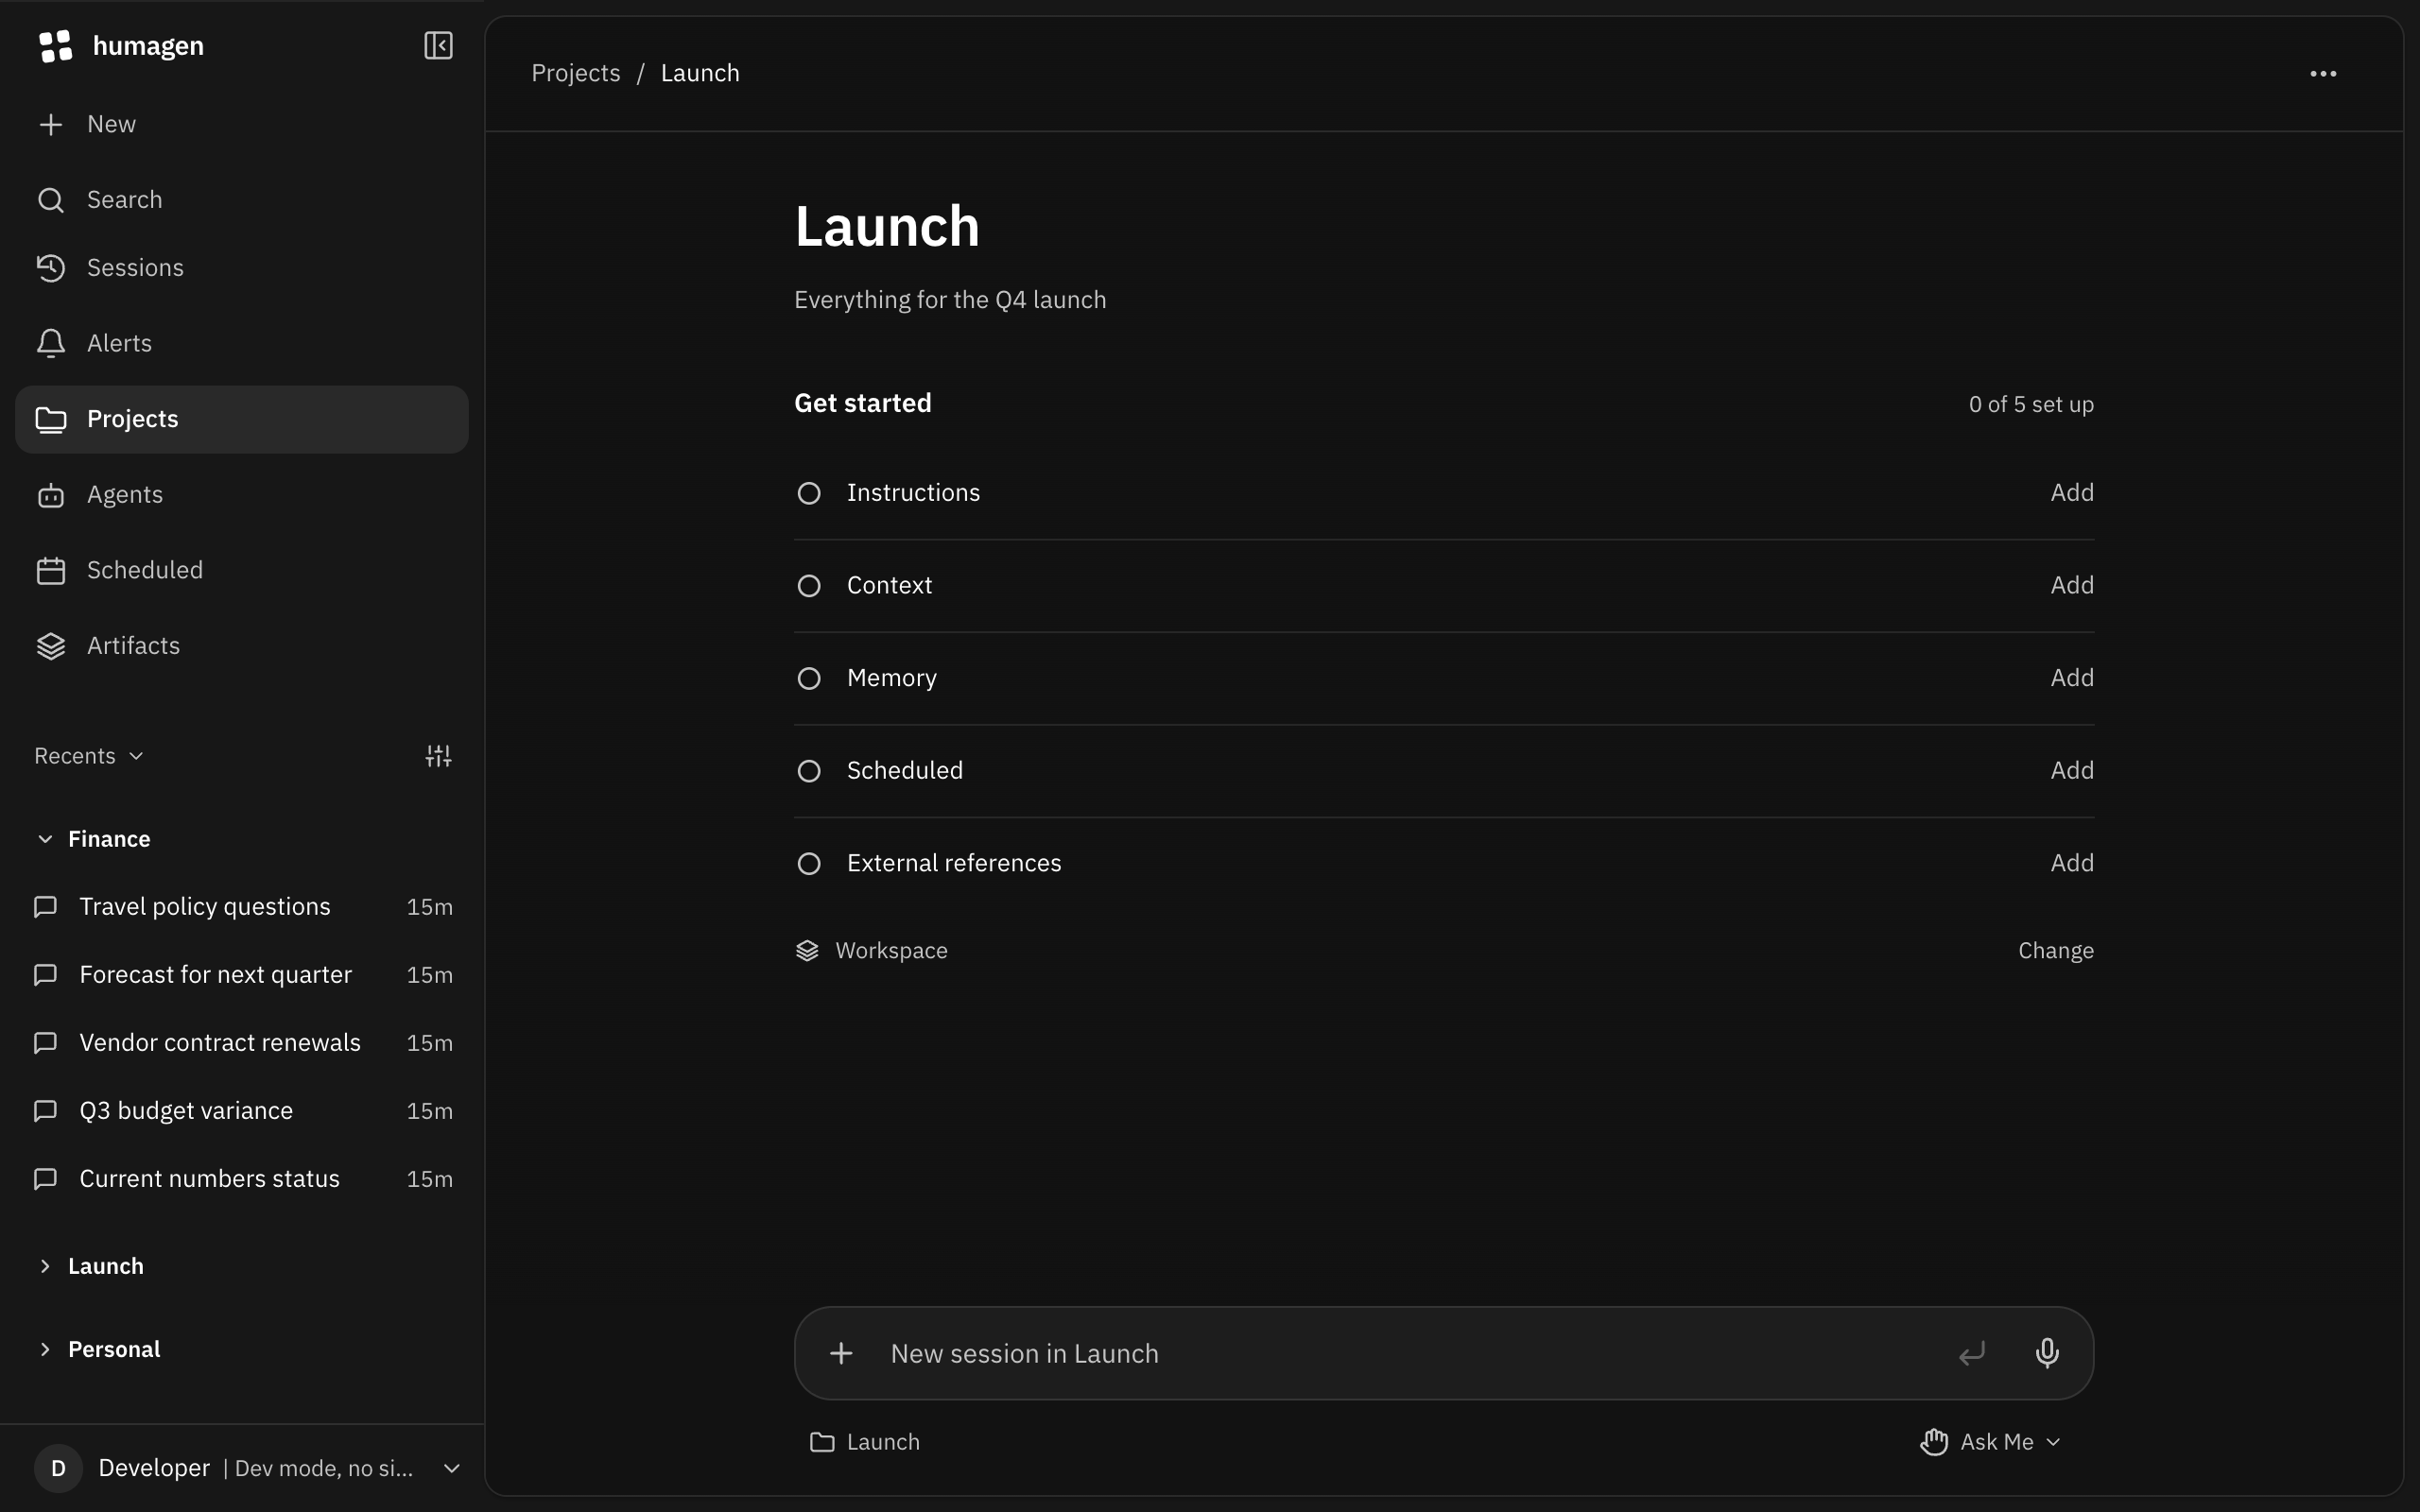 humagen
New
Search
Sessions
Alerts
Projects
Agents
Scheduled
Artifacts
Recents
Finance
Travel policy questions 15m
Forecast for next quarter 15m
Vendor contract renewals 15m
Q3 budget variance 15m
Current numbers status 15m
Launch
Personal
D Developer | Dev mode, no si...
Projects / Launch
Launch
Everything for the Q4 launch
Get started 0 of 5 set up
Instructions Add
Context Add
Memory Add
Scheduled Add
External references Add
Workspace Change
New session in Launch
Launch Ask Me